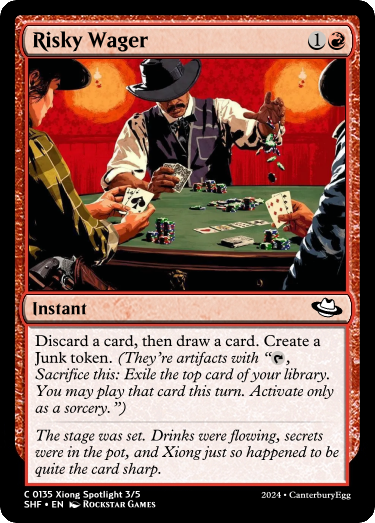 Risky Wager 1
Instant
Discard a card, then draw a card. Create a
Junk token. (They're artifacts with ",
Sacrifice this: Exile the top card of your library.
You may play that card this turn. Activate only
as a sorcery.")
The stage was set. Drinks were flowing, secrets
were in the pot, and Xiong just so happened to be
quite the card sharp.
C 0135 Xiong Spotlight 3/5
SHF • EN Rockstar Games
2024 • CanterburyEgg